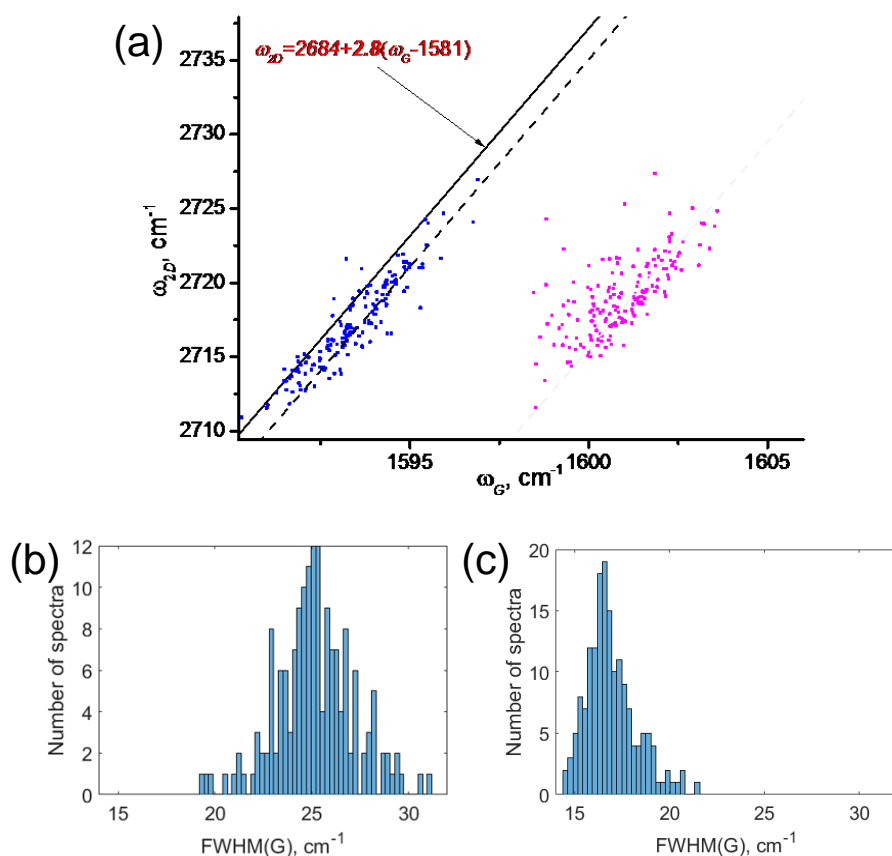 (a)
ω2D=2684+2.8(ωG-1581)
2735
2730
2725
2720
2715
2710
ω2D, cm-1
1595
1600
1605
ωG, cm-1
(b)
12
10
8
6
4
2
0
Number of spectra
15
20
25
30
FWHM(G), cm-1
(c)
20
15
10
5
0
Number of spectra
15
20
25
30
FWHM(G), cm-1